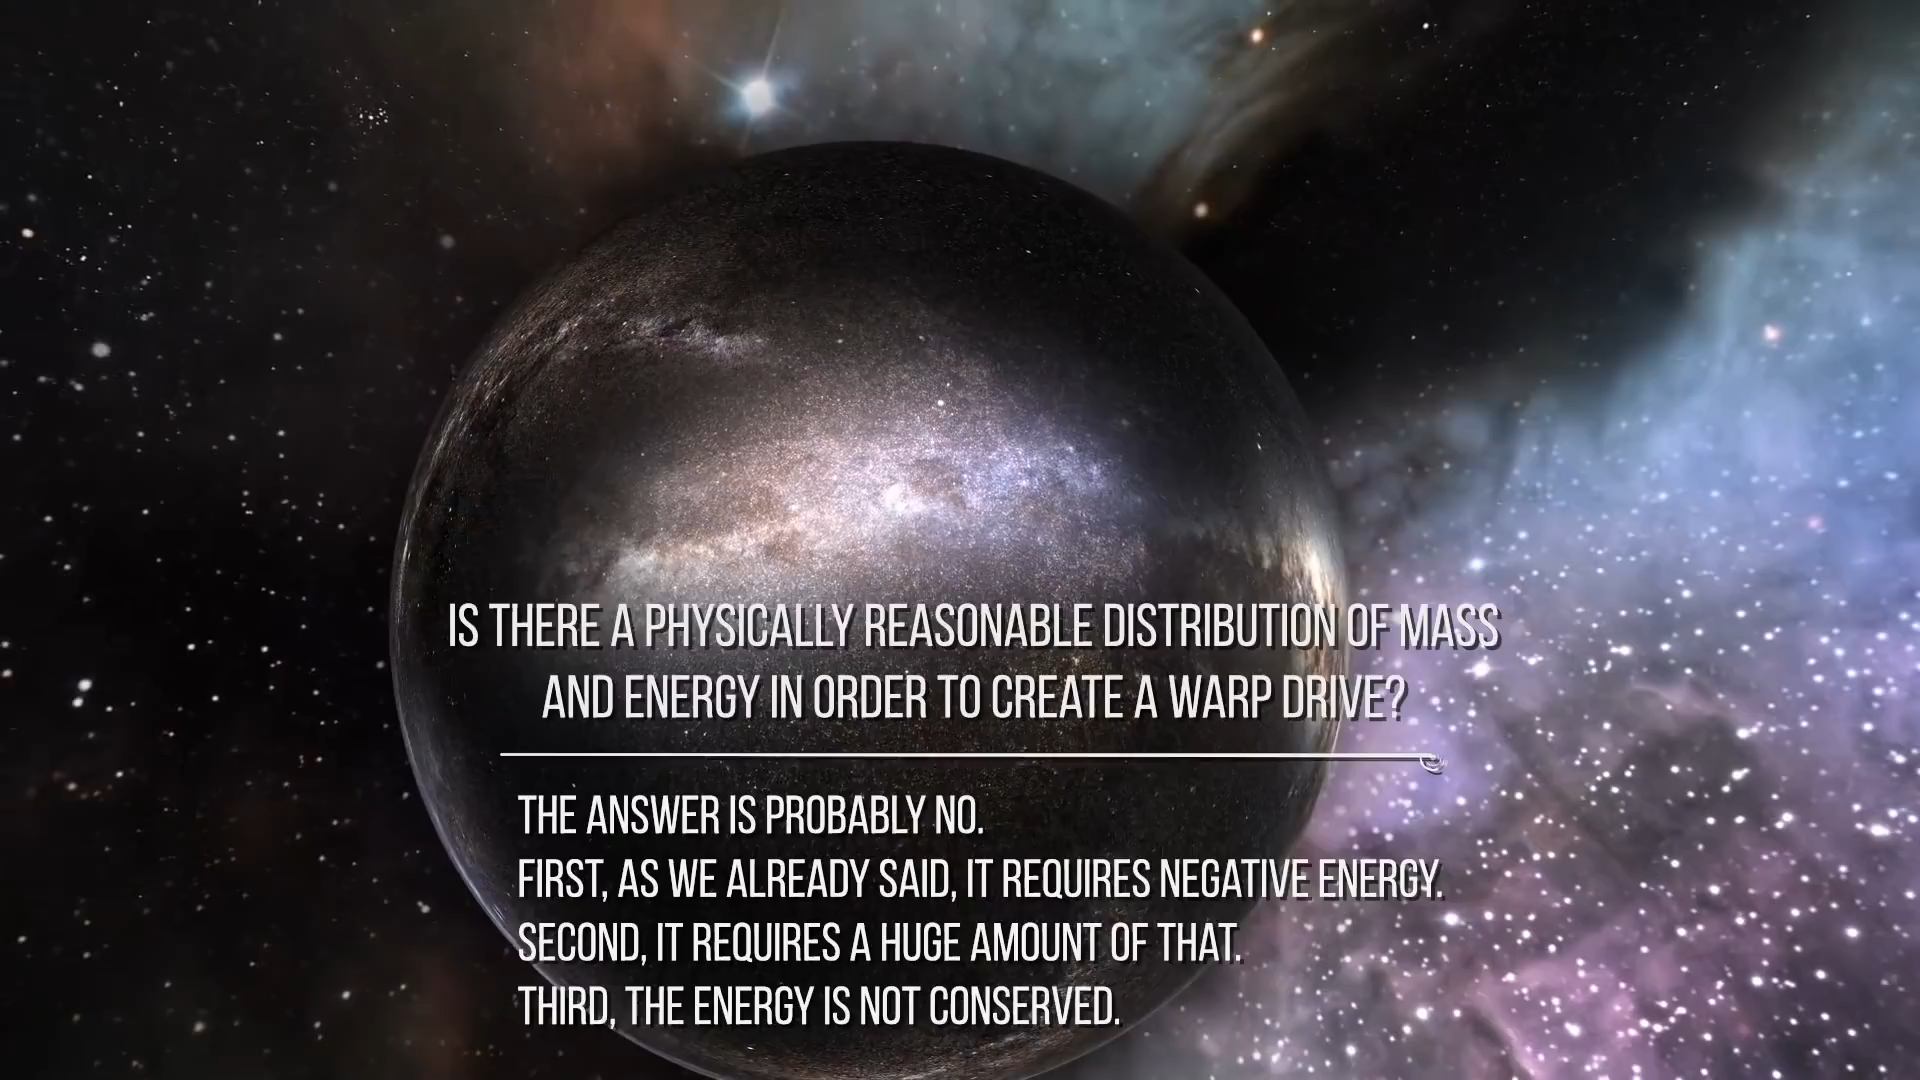 IS THERE A PHYSICALLY REASONABLE DISTRIBUTION OF MASS
AND ENERGY IN ORDER TO CREATE A WARP DRIVE?
THE ANSWER IS PROBABLY NO.
FIRST, AS WE ALREADY SAID, IT REQUIRES NEGATIVE ENERGY.
SECOND, IT REQUIRES A HUGE AMOUNT OF THAT.
THIRD, THE ENERGY IS NOT CONSERVED.